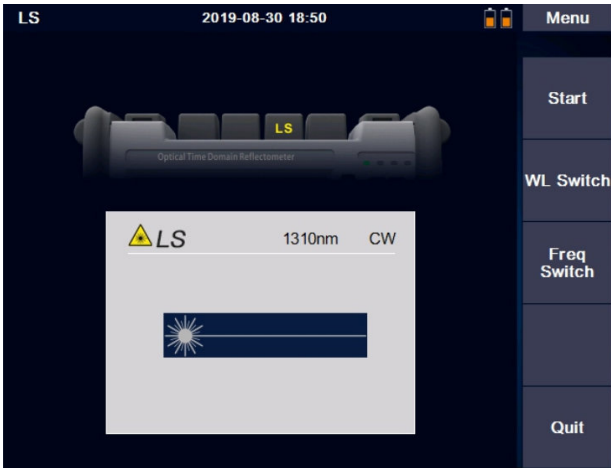 LS
2019-08-30 18:50
Menu
Start
LS
Optical Time Domain Reflectometer
WL Switch
LS 1310nm CW
Freq
Switch
Quit